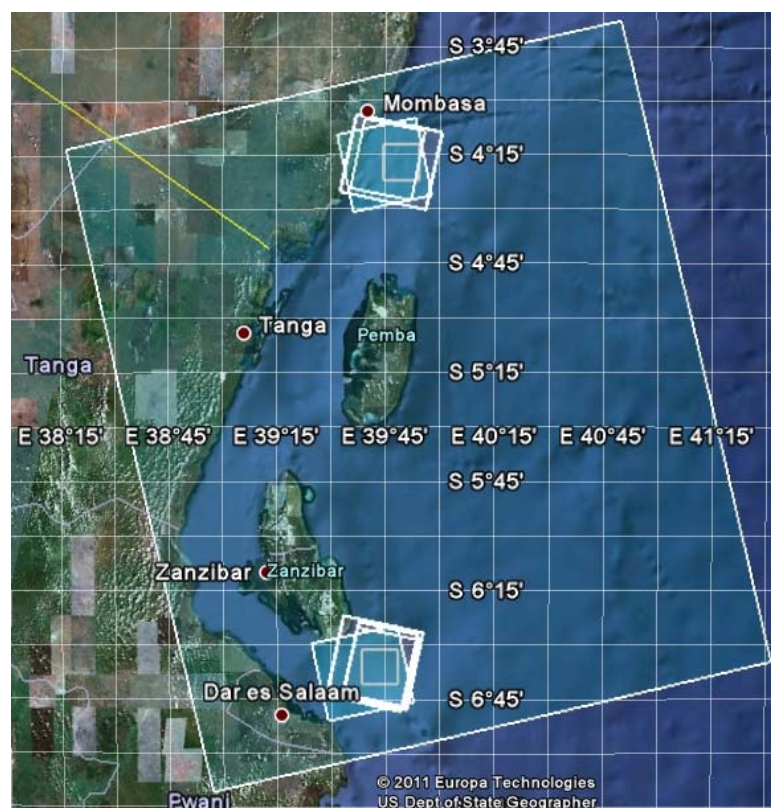 S 3°45'
Mombasa
S 4°15'
S 4°45'
Tanga
Pemba
Tanga
S 5°15'
E 38°15'
E 38°45'
E 39°15'
E 39°45'
E 40°15'
E 40°45'
E 41°15'
S 5°45'
Zanzibar
Zanzibar
S 6°15'
Dar es Salaam
S 6°45'
© 2011 Europa Technologies
Pwani
US Dept of State Geographer